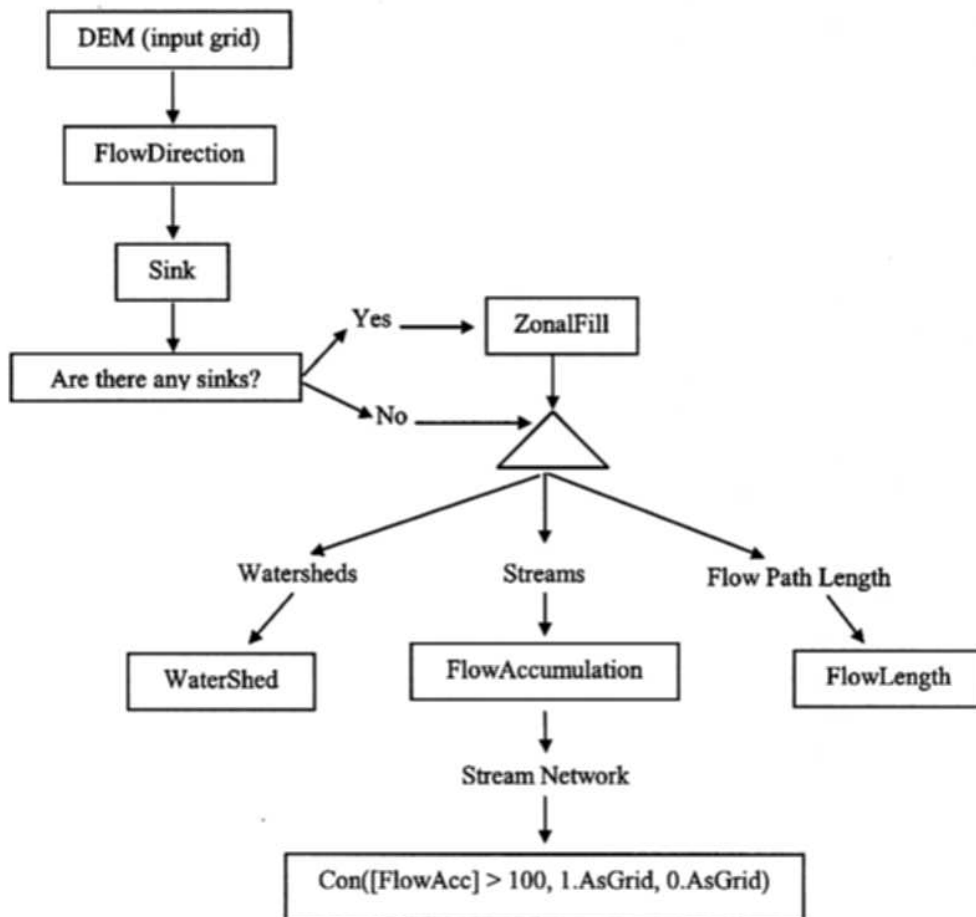 DEM (input grid)
FlowDirection
Sink
Are there any sinks?
Yes
ZonalFill
No
Watersheds
Streams
Flow Path Length
WaterShed
FlowAccumulation
FlowLength
Stream Network
Con([FlowAcc] > 100, 1.AsGrid, 0.AsGrid)